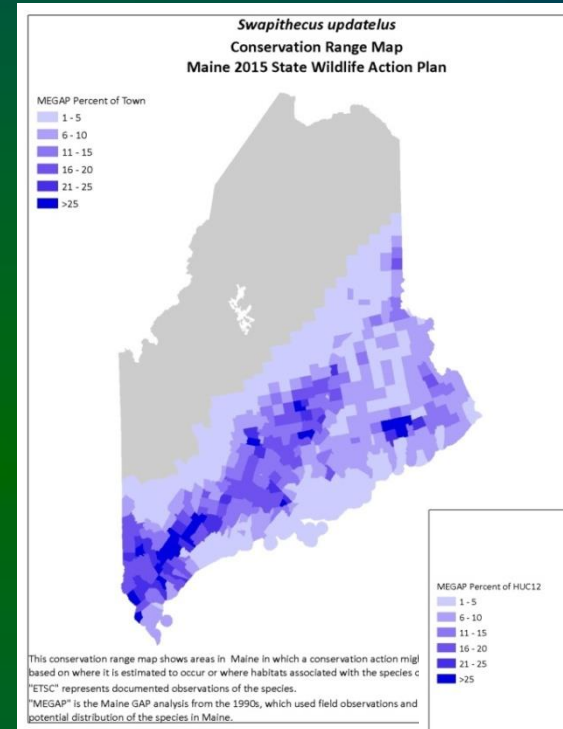 Swapithecus updatelus
Conservation Range Map
Maine 2015 State Wildlife Action Plan
MEGAP Percent of Town
1 - 5
6 - 10
11 - 15
16 - 20
21 - 25
>25
MEGAP Percent of HUC12
1 - 5
6 - 10
11 - 15
16 - 20
21 - 25
>25
This conservation range map shows areas in Maine in which a conservation action
based on where it is estimated to occur or where habitats associated with the species
"ETSC" represents documented observations of the species.
"MEGAP" is the Maine GAP analysis from the 1990s, which used field observations and
potential distribution of the species in Maine.